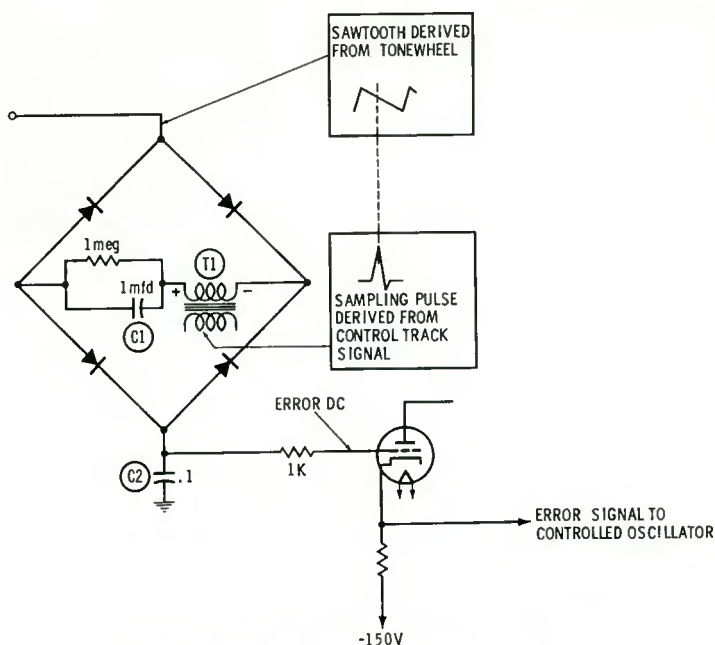 SAWTOOTH DERIVED
FROM TONEWHEEL
1meg
1mfd
C1
T1
+
-
SAMPLING PULSE
DERIVED FROM
CONTROL TRACK
SIGNAL
ERROR DC
C2
.1
1K
ERROR SIGNAL TO
CONTROLLED OSCILLATOR
-150V